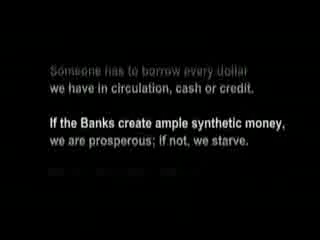 Someone has to borrow every dollar
we have in circulation, cash or credit.
If the Banks create ample synthetic money,
we are prosperous; if not, we starve.